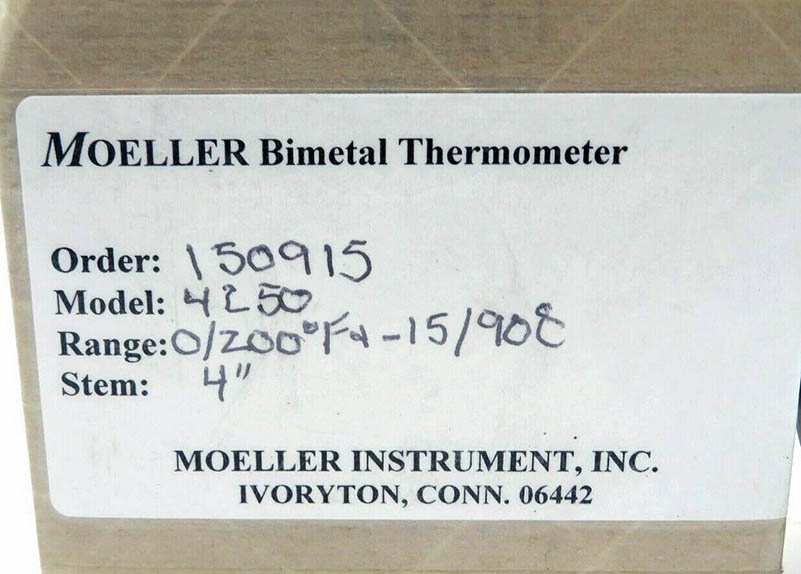 MOELLER Bimetal Thermometer
Order: 150915
Model: 4250
Range: 0/200°F & -15/90°C
Stem: 4"
MOELLER INSTRUMENT, INC.
IVORYTON, CONN. 06442